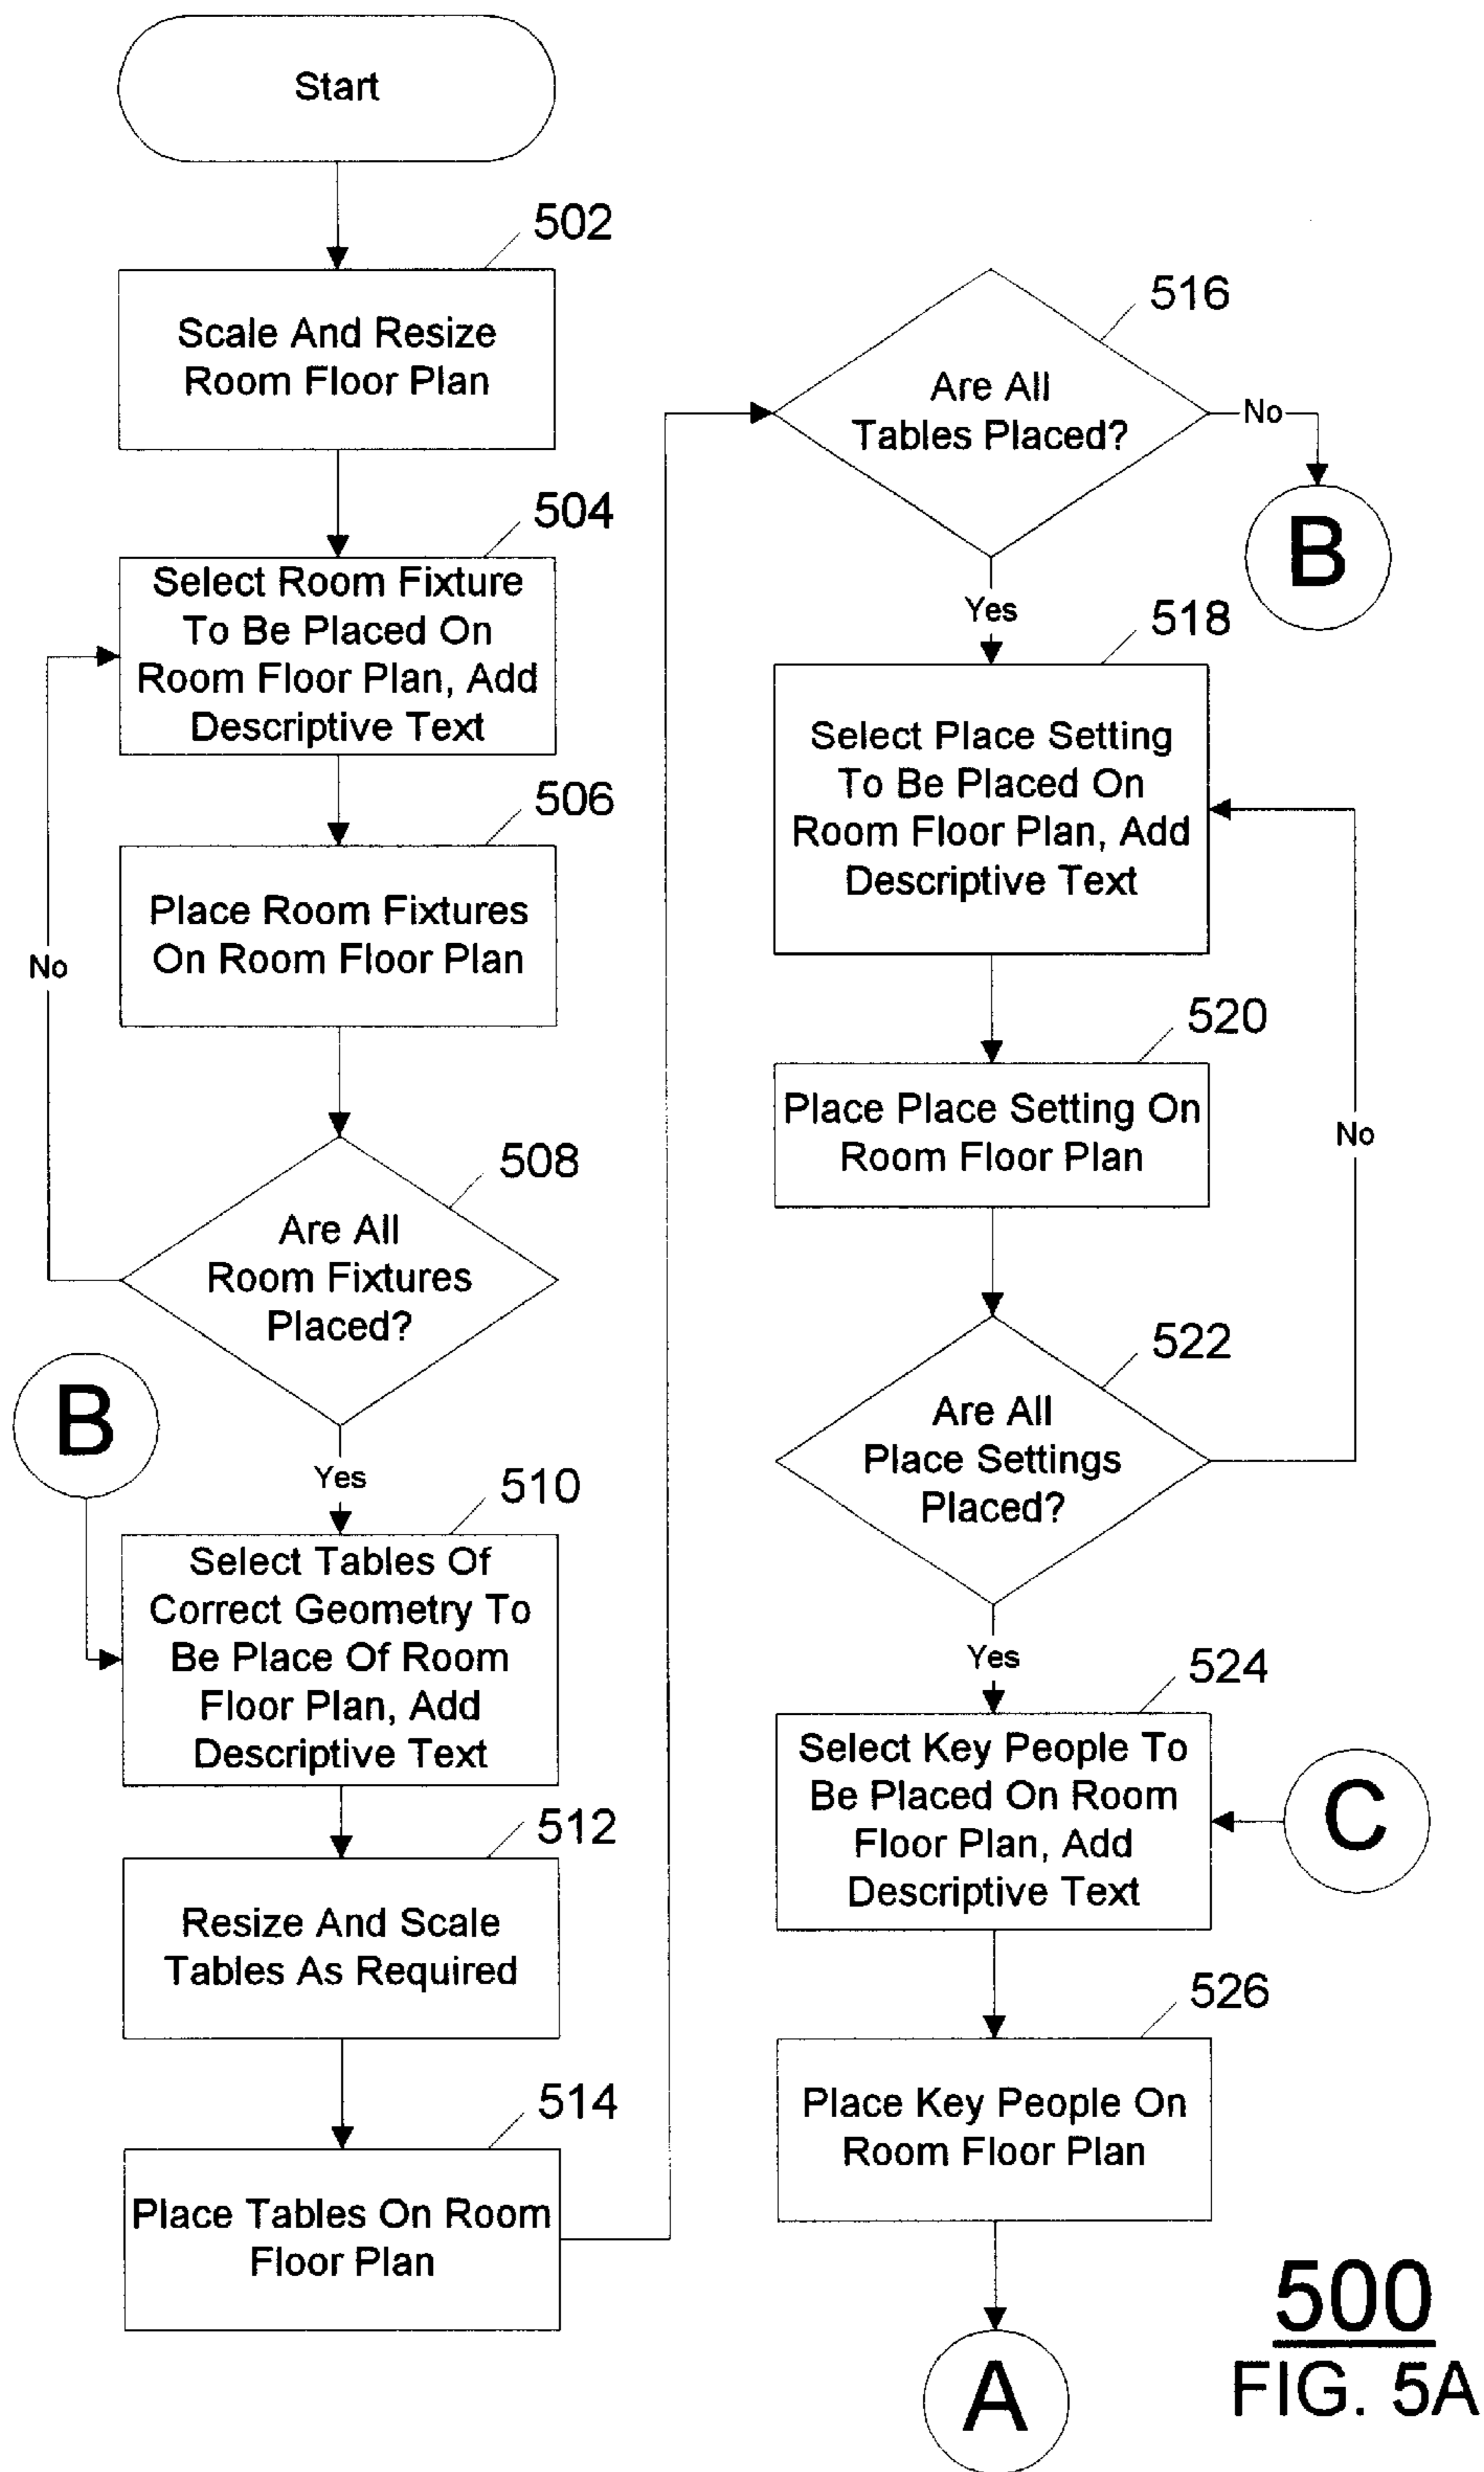 Start
502
Scale And Resize
Room Floor Plan
504
Select Room Fixture
To Be Placed On
Room Floor Plan, Add
Descriptive Text
506
Place Room Fixtures
On Room Floor Plan
No
508
Are All
Room Fixtures
Placed?
B
Yes
510
Select Tables Of
Correct Geometry To
Be Place Of Room
Floor Plan, Add
Descriptive Text
512
Resize And Scale
Tables As Required
514
Place Tables On Room
Floor Plan
516
Are All
Tables Placed?
No
B
Yes
518
Select Place Setting
To Be Placed On
Room Floor Plan, Add
Descriptive Text
520
Place Place Setting On
Room Floor Plan
No
522
Are All
Place Settings
Placed?
Yes
524
Select Key People To
Be Placed On Room
Floor Plan, Add
Descriptive Text
C
526
Place Key People On
Room Floor Plan
A
500
FIG. 5A